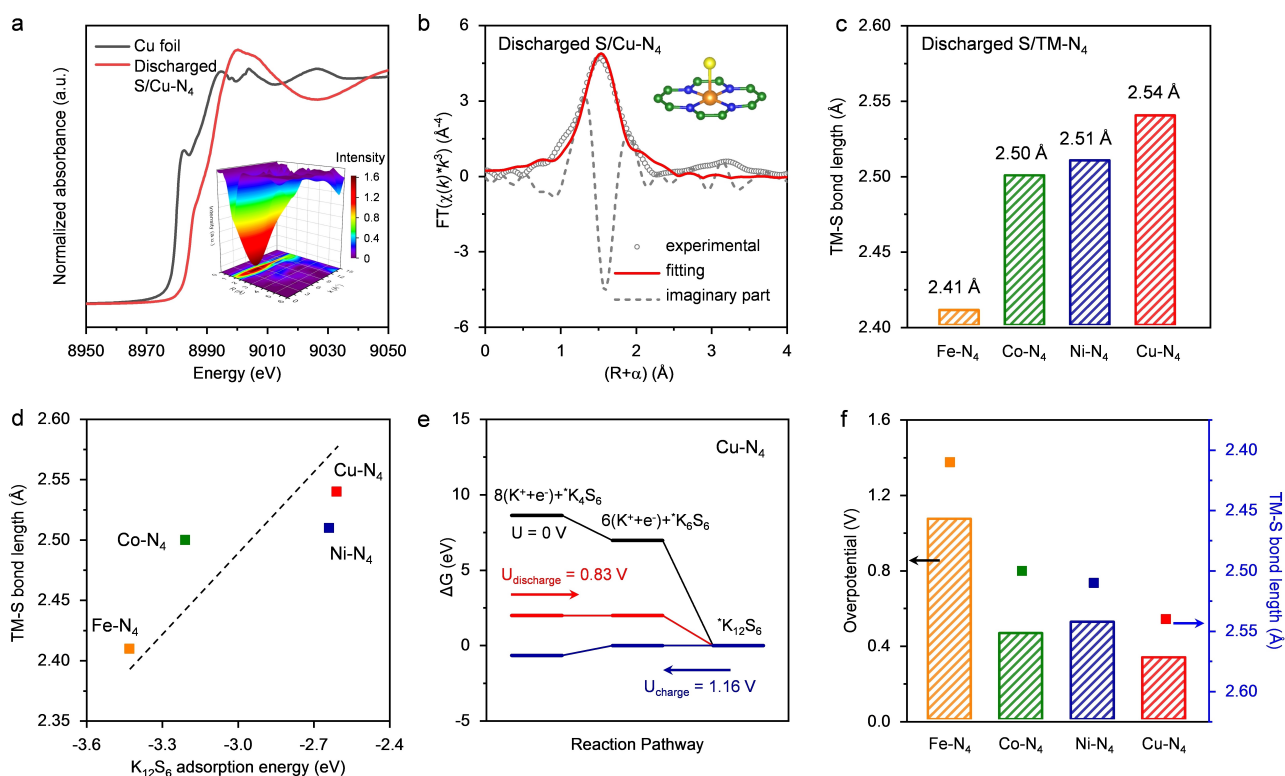 a
Cu foil
Discharged
S/Cu-N₄
Normalized absorbance (a.u.)
Intensity
1.6
1.2
0.8
0.4
0
8950 8970 8990 9010 9030 9050
Energy (eV)
b
Discharged S/Cu-N₄
FT(χ(k)*k³) (Å⁻⁴)
6
3
0
-3
-6
experimental
fitting
imaginary part
0 1 2 3 4
(R+α) (Å)
c
Discharged S/TM-N₄
TM-S bond length (Å)
2.60
2.55
2.50
2.45
2.40
2.41 Å
2.50 Å
2.51 Å
2.54 Å
Fe-N₄ Co-N₄ Ni-N₄ Cu-N₄
d
TM-S bond length (Å)
2.60
2.55
2.50
2.45
2.40
2.35
Cu-N₄
Co-N₄
Ni-N₄
Fe-N₄
-3.6 -3.3 -3.0 -2.7 -2.4
K₁₂S₆ adsorption energy (eV)
e
Cu-N₄
ΔG (eV)
15
10
5
0
-5
8(K⁺+e⁻)+*K₄S₆
U = 0 V
6(K⁺+e⁻)+*K₆S₆
U_discharge = 0.83 V
*K₁₂S₆
U_charge = 1.16 V
Reaction Pathway
f
Overpotential (V)
1.6
1.2
0.8
0.4
0.0
TM-S bond length (Å)
2.40
2.45
2.50
2.55
2.60
Fe-N₄ Co-N₄ Ni-N₄ Cu-N₄